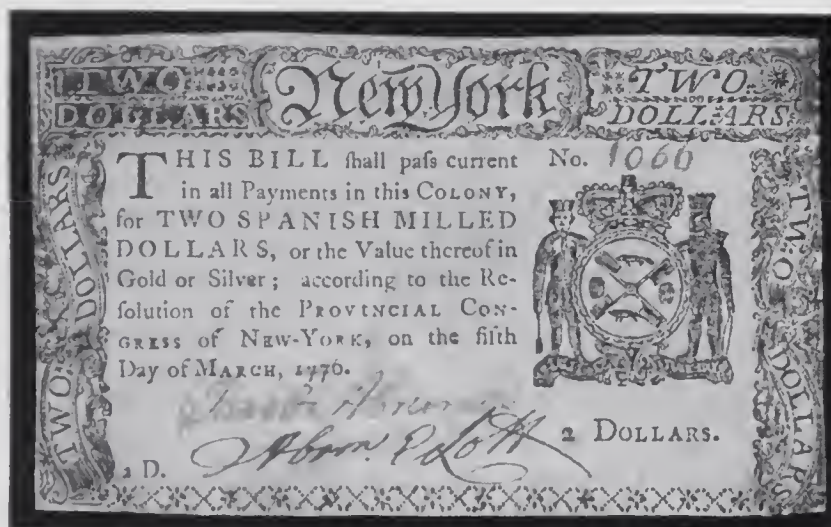 TWO
DOLLARS
New York
TWO
DOLLARS
THIS BILL ſhall paſs current
in all Payments in this COLONY,
for TWO SPANISH MILLED
DOLLARS, or the Value thereof in
Gold or Silver; according to the Re-
ſolution of the PROVINCIAL CON-
GRESS of NEW-YORK, on the fifth
Day of MARCH, 1776.
No. 1066
Abm. P. Lott
2 DOLLARS.
2 D.
TWO DOLLARS
TWO DOLLARS